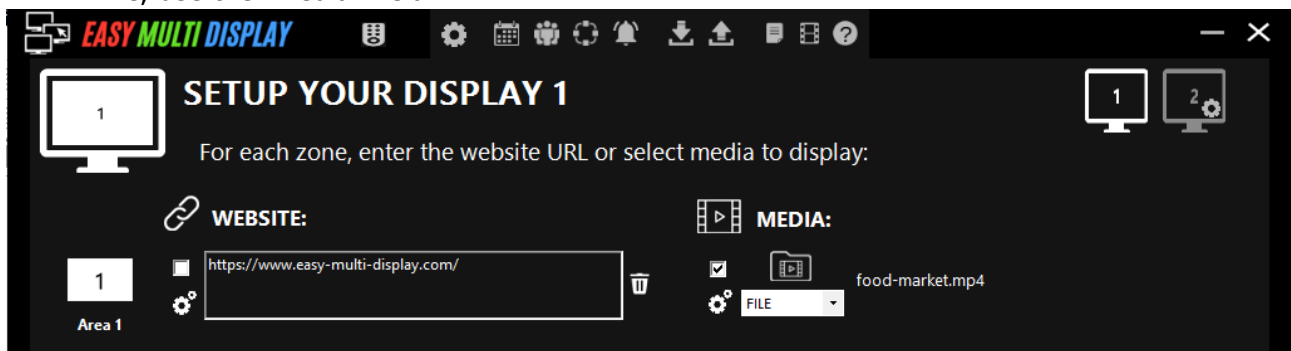 EASY MULTI DISPLAY
1
SETUP YOUR DISPLAY 1
1
2
For each zone, enter the website URL or select media to display:
WEBSITE:
MEDIA:
1
https://www.easy-multi-display.com/
food-market.mp4
FILE
Area 1